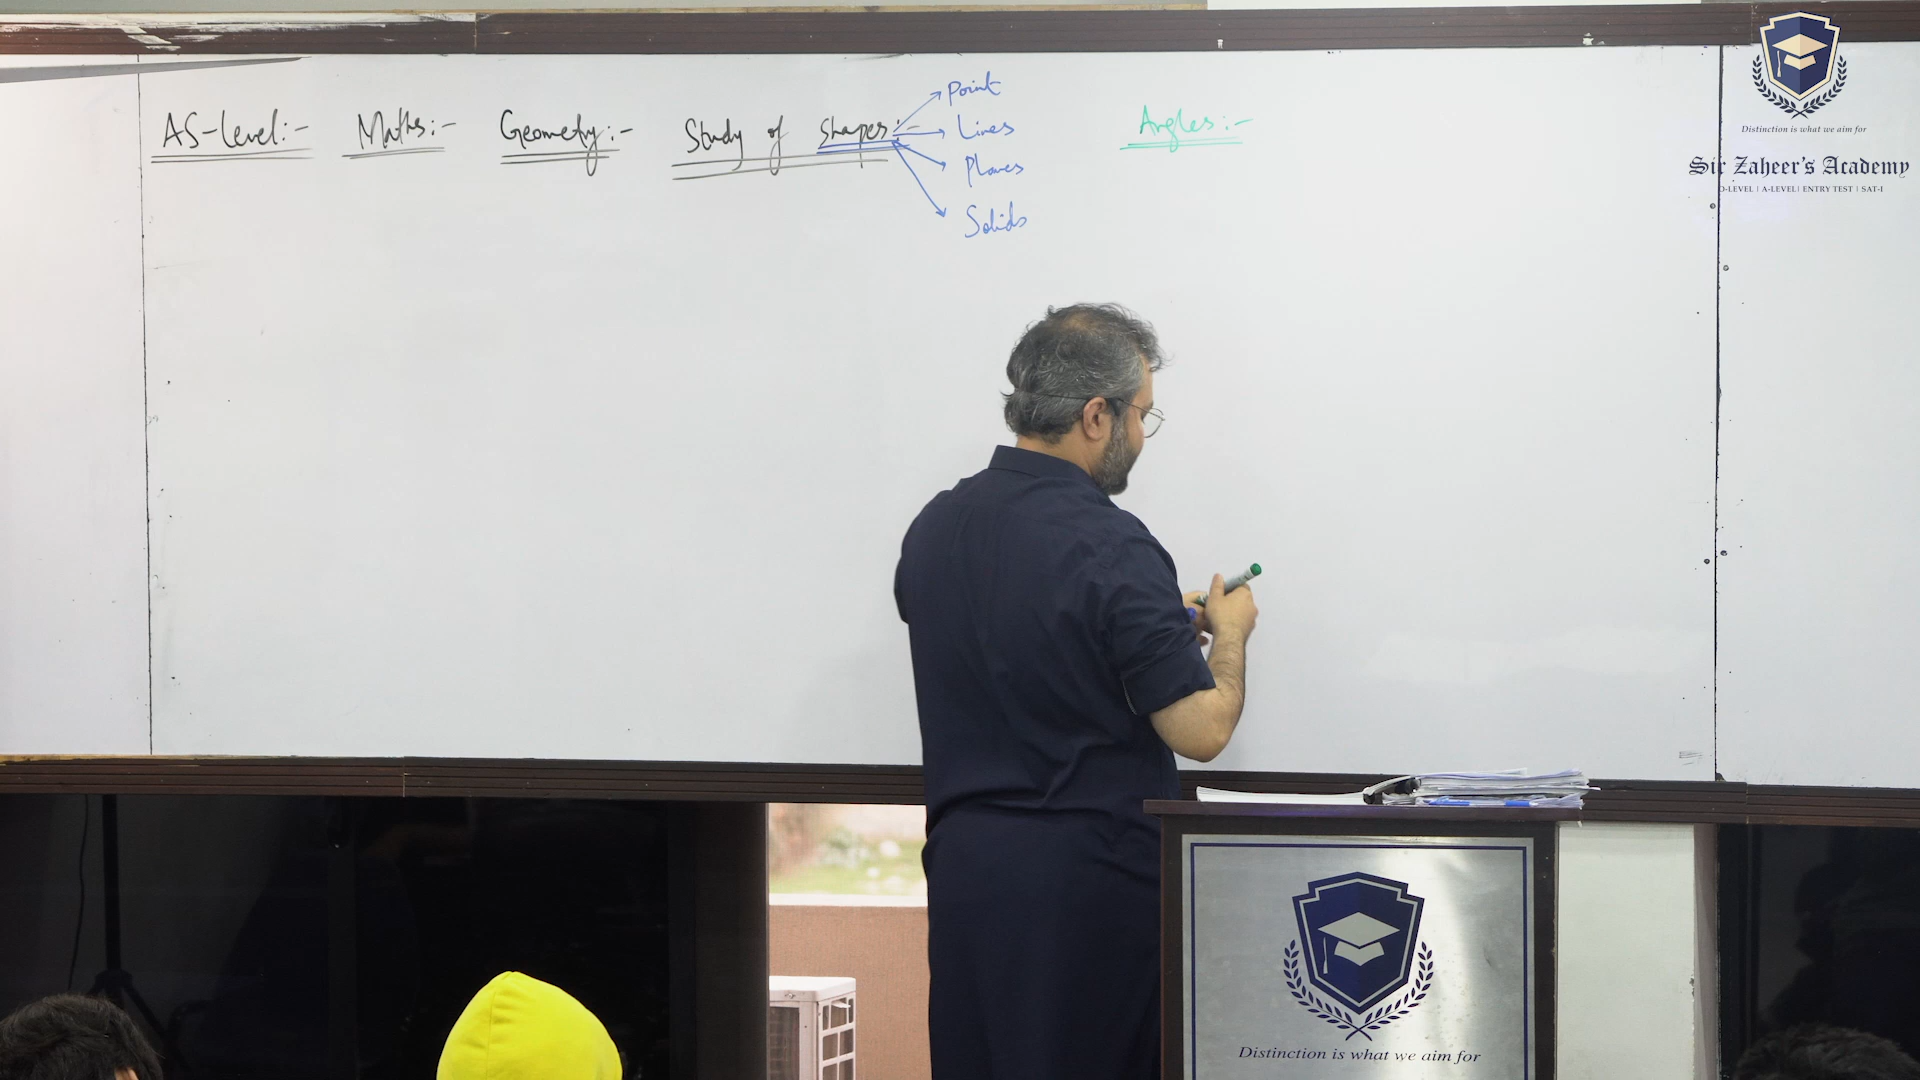 AS-Level:- Maths:- Geometry:- Study of Shapes:-
Point
Lines
Planes
Solids
Angles:-
Distinction is what we aim for
Sir Zaheer's Academy
O-LEVEL | A-LEVEL | ENTRY TEST | SAT-I
Distinction is what we aim for